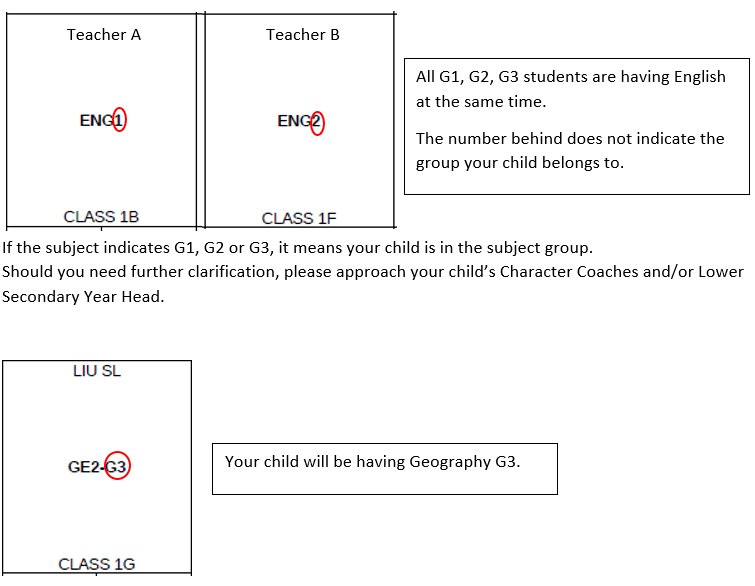 Teacher A
Teacher B
ENG1
ENG2
CLASS 1B
CLASS 1F
All G1, G2, G3 students are having English
at the same time.
The number behind does not indicate the
group your child belongs to.
If the subject indicates G1, G2 or G3, it means your child is in the subject group.
Should you need further clarification, please approach your child’s Character Coaches and/or Lower
Secondary Year Head.
LIU SL
GE2-G3
CLASS 1G
Your child will be having Geography G3.